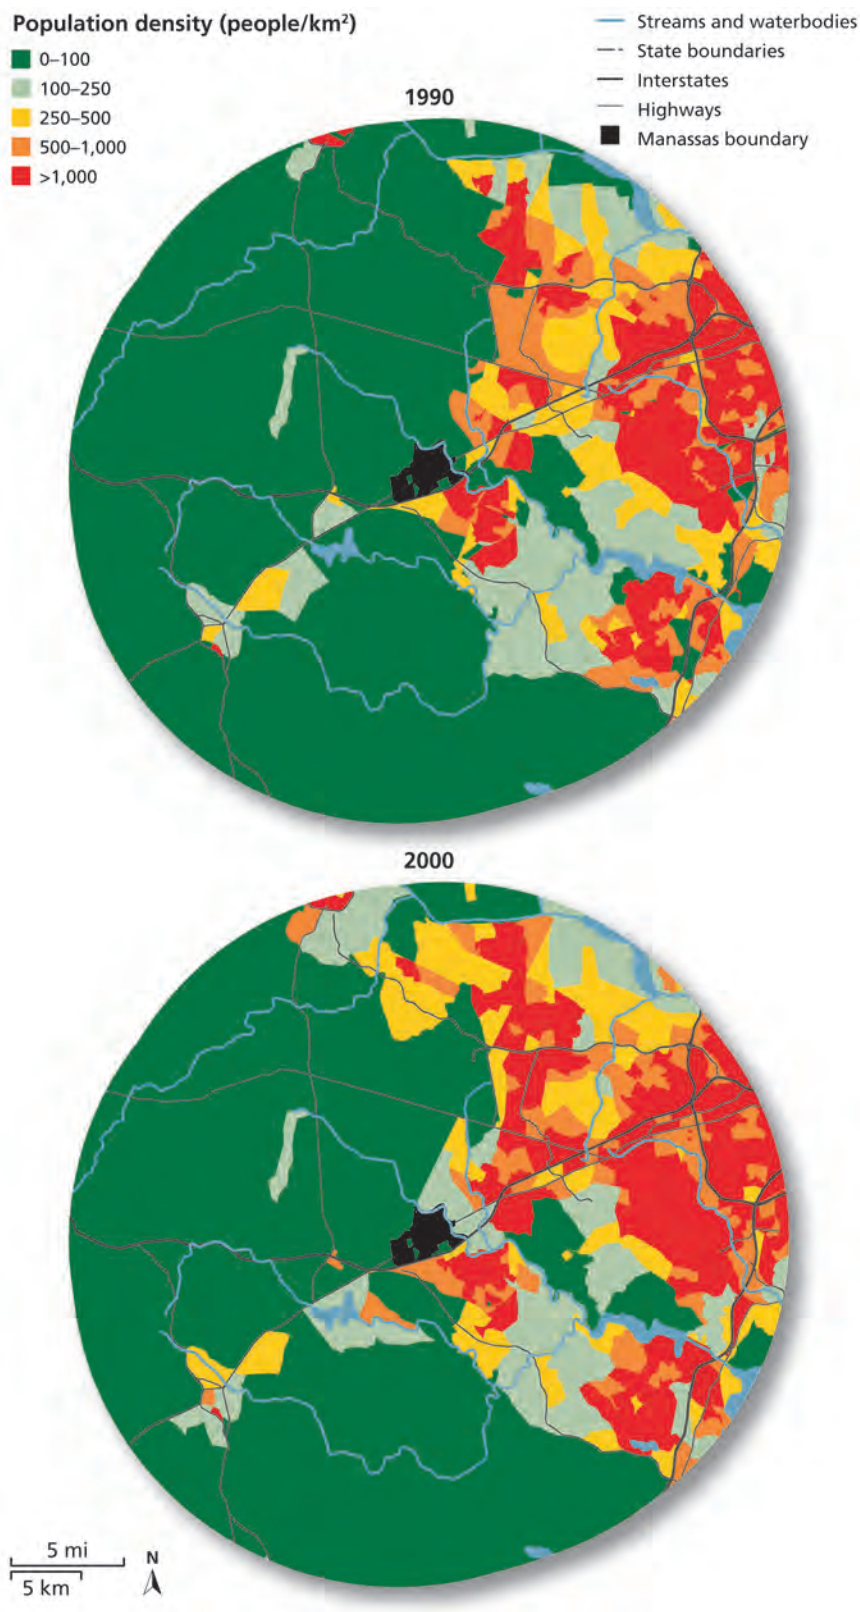 Population density (people/km²)
0–100
100–250
250–500
500–1,000
>1,000
Streams and waterbodies
State boundaries
Interstates
Highways
Manassas boundary
1990
2000
5 mi
5 km
N